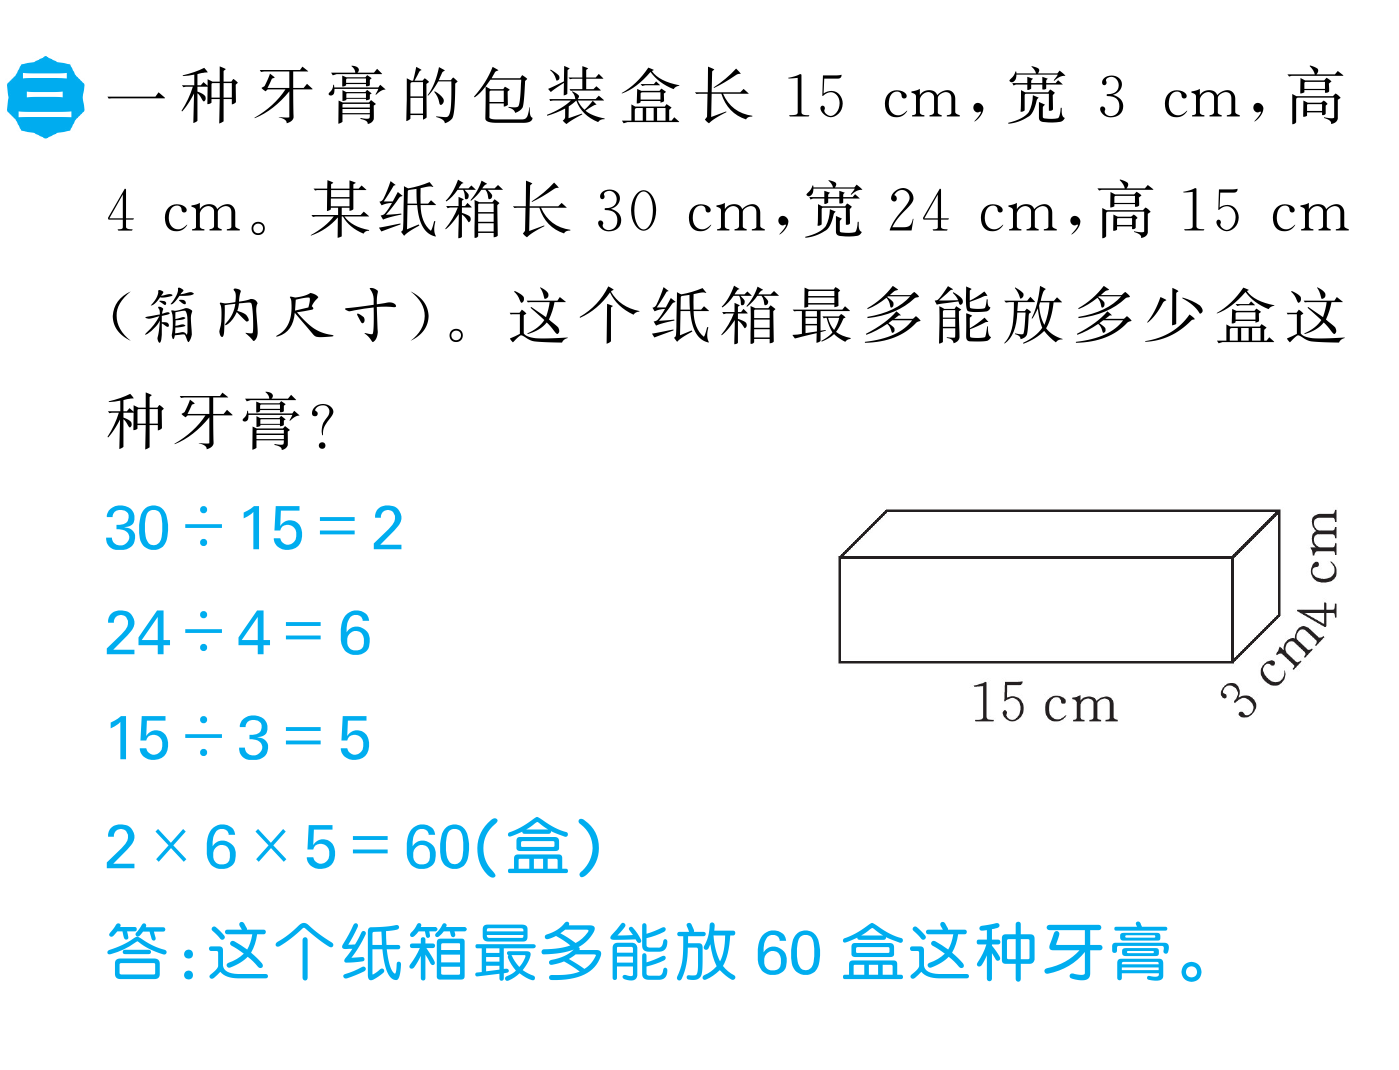 三 一种牙膏的包装盒长 15 cm,宽 3 cm,高
4 cm。某纸箱长 30 cm,宽 24 cm,高 15 cm
(箱内尺寸)。这个纸箱最多能放多少盒这
种牙膏?
30÷15=2
24÷4=6
15÷3=5
2×6×5=60(盒)
答:这个纸箱最多能放 60 盒这种牙膏。
15 cm
3 cm
4 cm